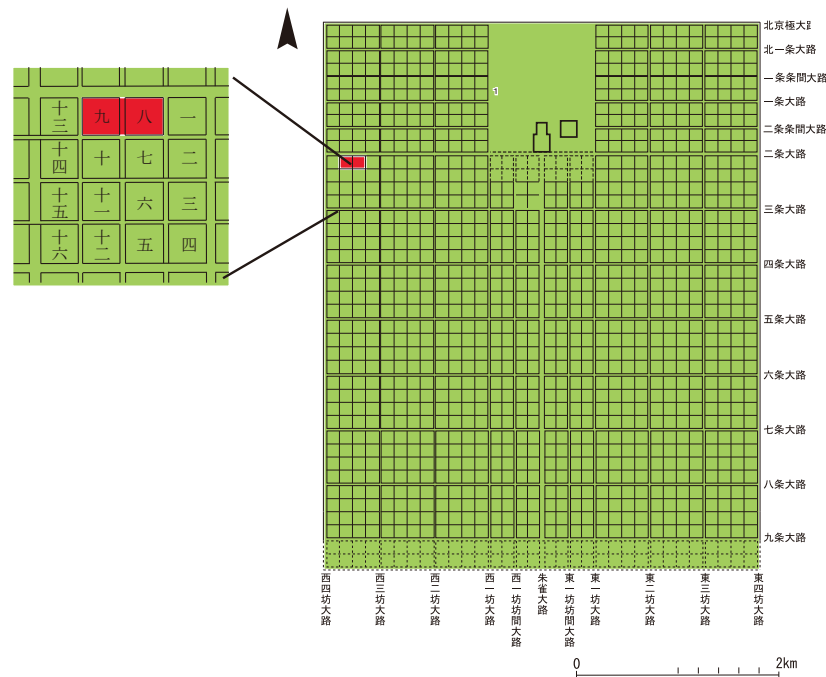 十三 九 八 一
十四 十 七 二
十五 十一 六 三
十六 十二 五 四
1
北京極大路
北一条大路
一条条間大路
一条大路
二条条間大路
二条大路
三条大路
四条大路
五条大路
六条大路
七条大路
八条大路
九条大路
西四坊大路
西三坊大路
西二坊大路
西一坊大路
西一坊坊間大路
朱雀大路
東一坊坊間大路
東一坊大路
東二坊大路
東三坊大路
東四坊大路
0 2km